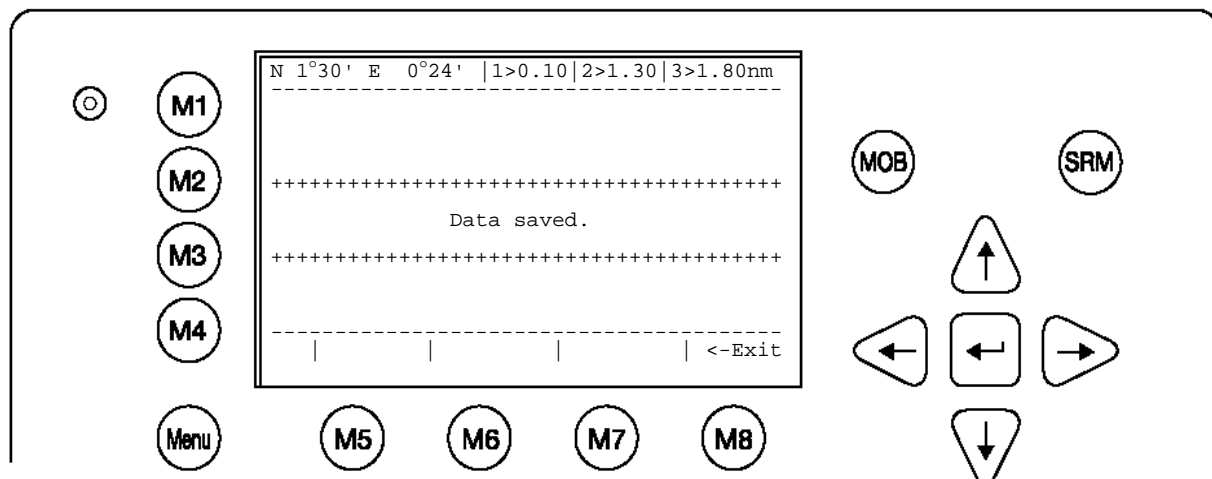 N 1°30' E 0°24' |1>0.10|2>1.30|3>1.80nm
----------------------------------------
M1
MOB
SRM
M2
++++++++++++++++++++++++++++++++++++++++
Data saved.
M3
++++++++++++++++++++++++++++++++++++++++
M4
----------------------------------------
| | | | <-Exit
Menu
M5
M6
M7
M8